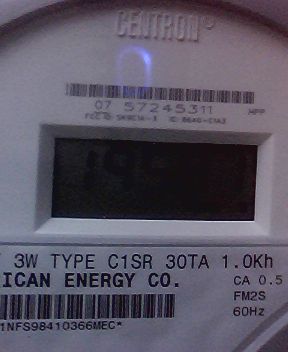 CENTRON®
07 57245311
3W TYPE C1SR 30TA 1.0Kh
ICAN ENERGY CO.
CA 0.5
FM2S
60Hz
1NFS98410366MEC*